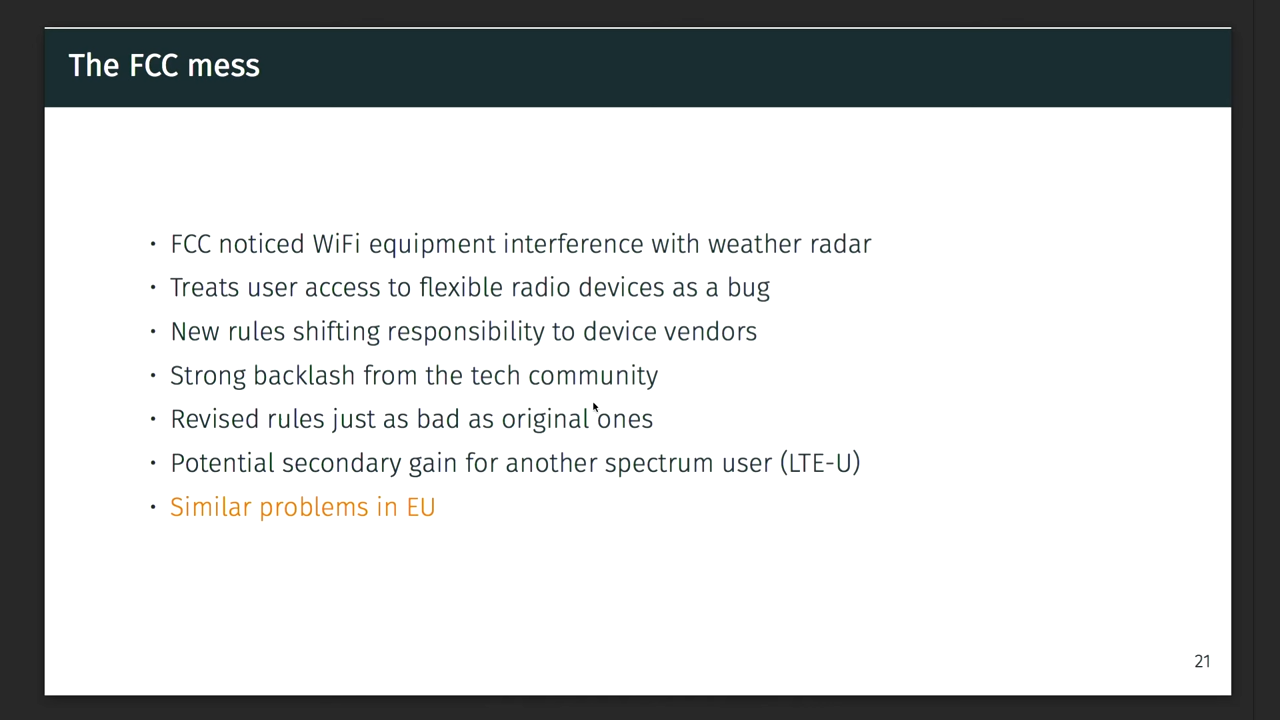 The FCC mess
• FCC noticed WiFi equipment interference with weather radar
• Treats user access to flexible radio devices as a bug
• New rules shifting responsibility to device vendors
• Strong backlash from the tech community
• Revised rules just as bad as original ones
• Potential secondary gain for another spectrum user (LTE-U)
• Similar problems in EU
21